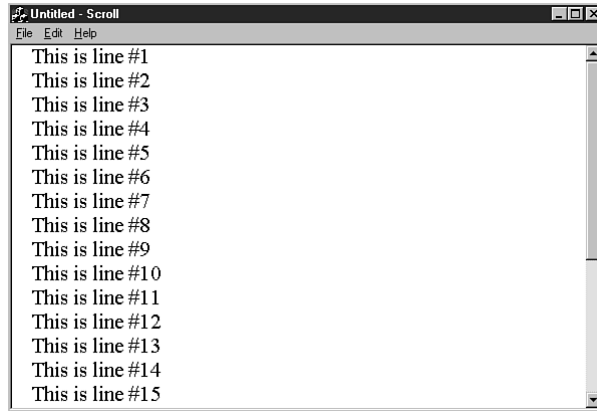 Untitled - Scroll
File Edit Help
This is line #1
This is line #2
This is line #3
This is line #4
This is line #5
This is line #6
This is line #7
This is line #8
This is line #9
This is line #10
This is line #11
This is line #12
This is line #13
This is line #14
This is line #15